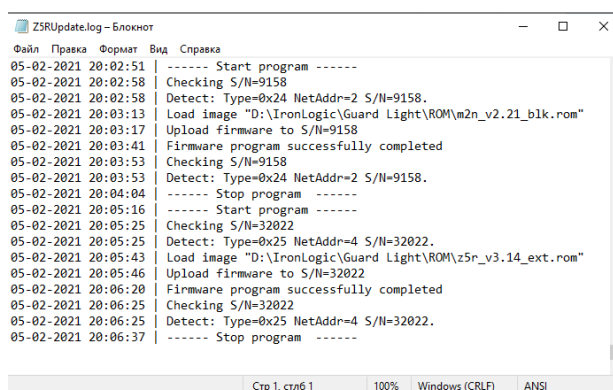 Z5RUpdate.log – Блокнот
Файл Правка Формат Вид Справка
05-02-2021 20:02:51 | ------ Start program ------
05-02-2021 20:02:58 | Checking S/N=9158
05-02-2021 20:02:58 | Detect: Type=0x24 NetAddr=2 S/N=9158.
05-02-2021 20:03:13 | Load image "D:\IronLogic\Guard Light\ROM\m2n_v2.21_blk.rom"
05-02-2021 20:03:17 | Upload firmware to S/N=9158
05-02-2021 20:03:41 | Firmware program successfully completed
05-02-2021 20:03:53 | Checking S/N=9158
05-02-2021 20:03:53 | Detect: Type=0x24 NetAddr=2 S/N=9158.
05-02-2021 20:04:04 | ------ Stop program  ------
05-02-2021 20:05:16 | ------ Start program ------
05-02-2021 20:05:25 | Checking S/N=32022
05-02-2021 20:05:25 | Detect: Type=0x25 NetAddr=4 S/N=32022.
05-02-2021 20:05:43 | Load image "D:\IronLogic\Guard Light\ROM\z5r_v3.14_ext.rom"
05-02-2021 20:05:46 | Upload firmware to S/N=32022
05-02-2021 20:06:20 | Firmware program successfully completed
05-02-2021 20:06:25 | Checking S/N=32022
05-02-2021 20:06:25 | Detect: Type=0x25 NetAddr=4 S/N=32022.
05-02-2021 20:06:37 | ------ Stop program  ------
Стр 1, стлб 1 100% Windows (CRLF) ANSI